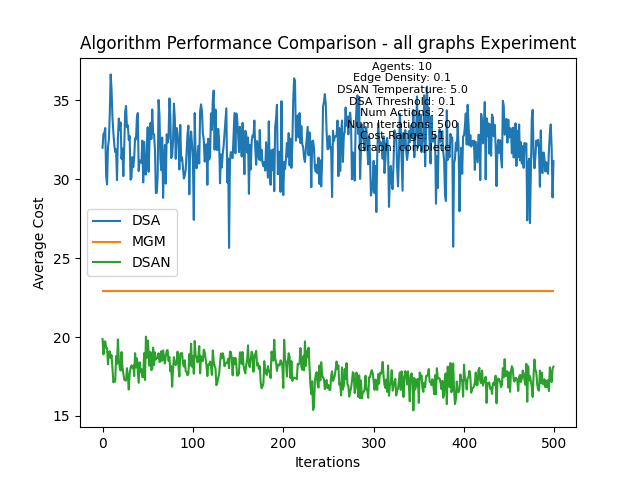 Algorithm Performance Comparison - all graphs Experiment
Agents: 10
Edge Density: 0.1
DSAN Temperature: 5.0
DSA Threshold: 0.1
Num Actions: 2
Num Iterations: 500
Cost Range: 51
Graph: complete
35
30
25
20
15
Average Cost
DSA
MGM
DSAN
0
100
200
300
400
500
Iterations